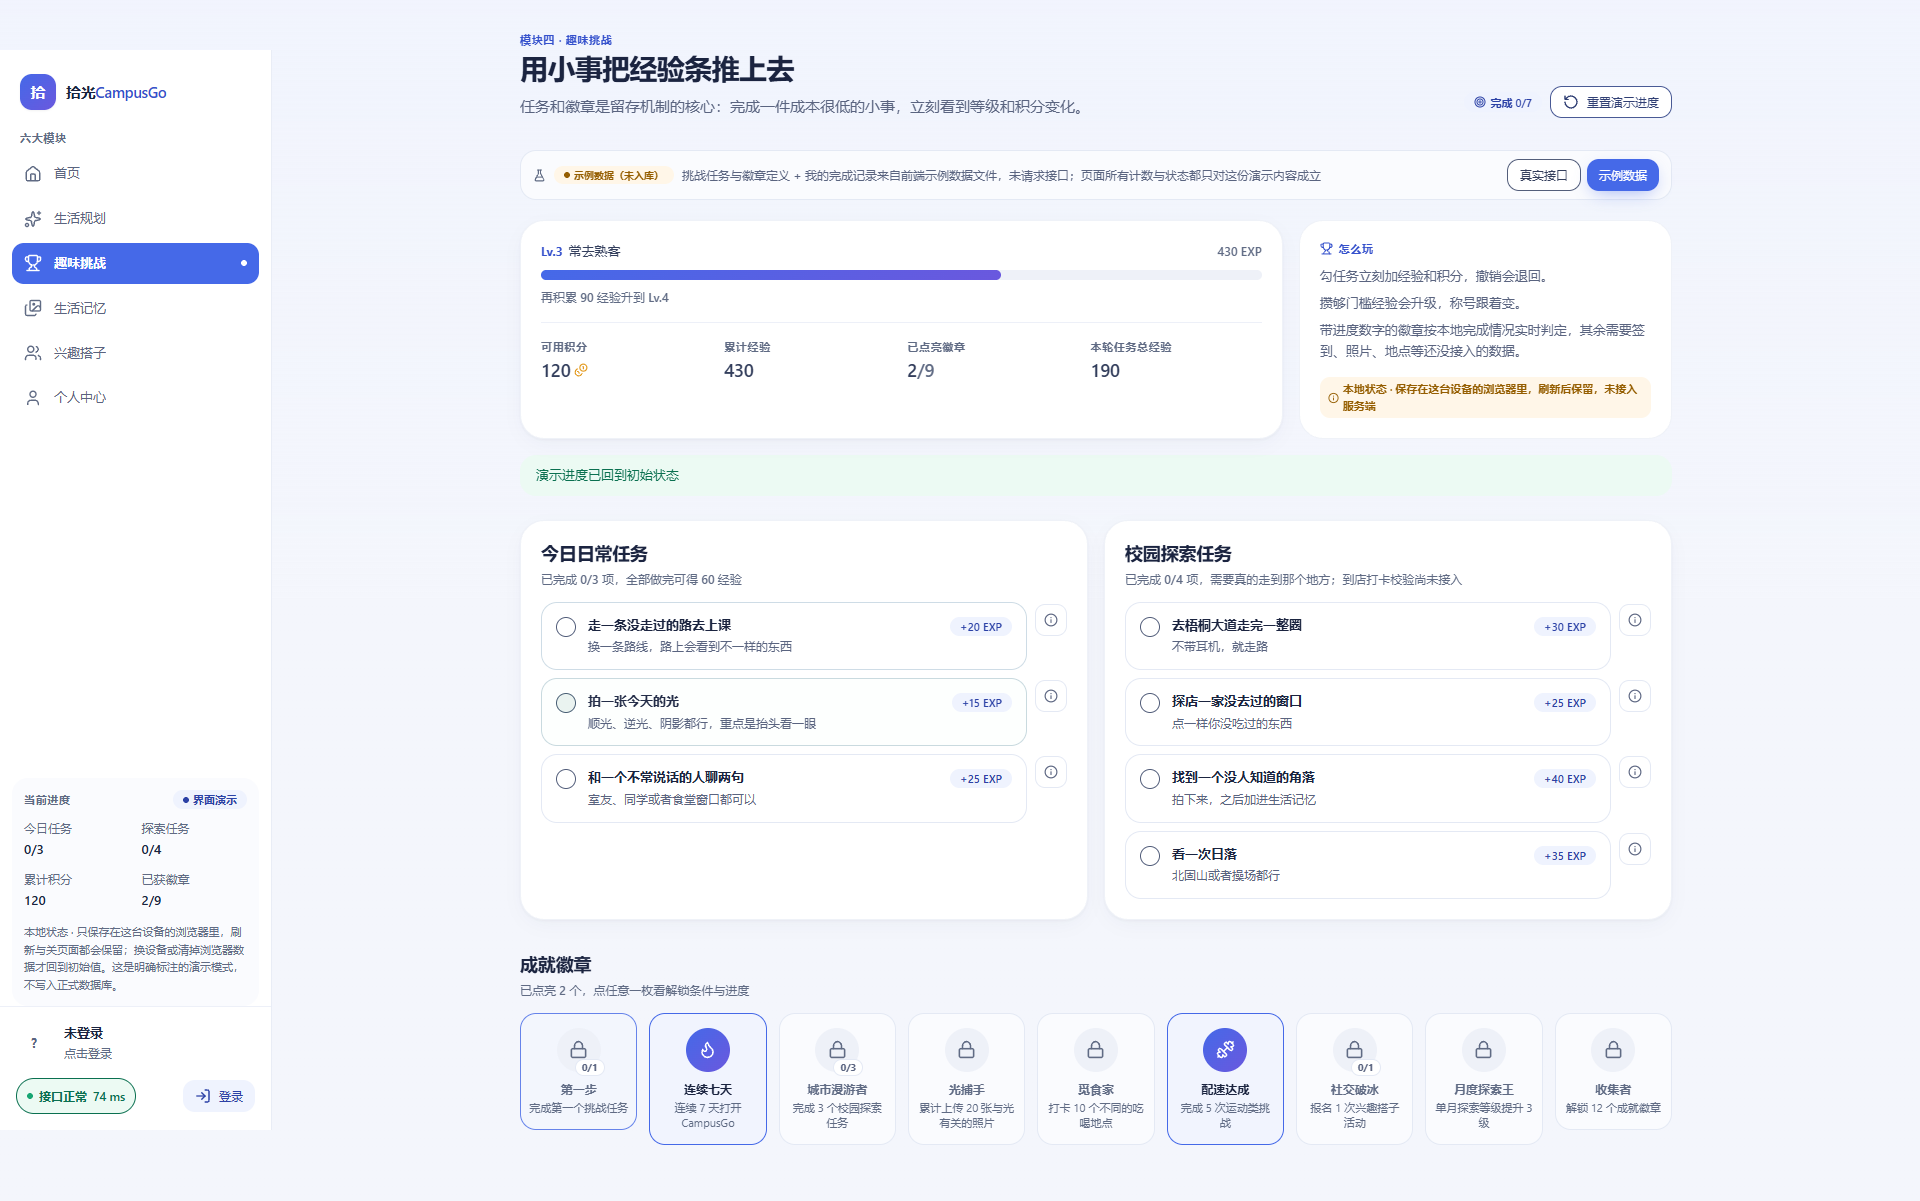 拾
拾光CampusGo
六大模块
首页
生活规划
趣味挑战
生活记忆
兴趣搭子
个人中心
当前进度
界面演示
今日任务
探索任务
0/3
0/4
累计积分
已获徽章
120
2/9
本地状态 · 只保存在这台设备的浏览器里，刷
新与关页面都会保留；换设备或清掉浏览器数
据才回到初始值。这是明确标注的演示模式，
不写入正式数据库。
?
未登录
点击登录
接口正常 74 ms
登录
模块四 · 趣味挑战
用小事把经验条推上去
任务和徽章是留存机制的核心：完成一件成本很低的小事，立刻看到等级和积分变化。
完成 0/7
重置演示进度
示例数据（未入库）
挑战任务与徽章定义 + 我的完成记录来自前端示例数据文件，未请求接口；页面所有计数与状态都只对这份演示内容成立
真实接口
示例数据
Lv.3 常去熟客
430 EXP
再积累 90 经验升到 Lv.4
可用积分
累计经验
已点亮徽章
本轮任务总经验
120
430
2/9
190
怎么玩
勾任务立刻加经验和积分，撤销会退回。
攒够门槛经验会升级，称号跟着变。
带进度数字的徽章按本地完成情况实时判定，其余需要签
到、照片、地点等还没接入的数据。
本地状态 · 保存在这台设备的浏览器里，刷新后保留，未接入
服务端
演示进度已回到初始状态
今日日常任务
已完成 0/3 项，全部做完可得 60 经验
走一条没走过的路去上课
+20 EXP
换一条路线，路上会看到不一样的东西
拍一张今天的光
+15 EXP
顺光、逆光、阴影都行，重点是抬头看一眼
和一个不常说话的人聊两句
+25 EXP
室友、同学或者食堂窗口都可以
校园探索任务
已完成 0/4 项，需要真的走到那个地方；到店打卡校验尚未接入
去梧桐大道走完一整圈
+30 EXP
不带耳机，就走路
探店一家没去过的窗口
+25 EXP
点一样你没吃过的东西
找到一个没人知道的角落
+40 EXP
拍下来，之后加进生活记忆
看一次日落
+35 EXP
北固山或者操场都行
成就徽章
已点亮 2 个，点任意一枚看解锁条件与进度
0/1
第一步
完成第一个挑战任务
连续七天
连续 7 天打开
CampusGo
0/3
城市漫游者
完成 3 个校园探索
任务
光捕手
累计上传 20 张与光
有关的照片
觅食家
打卡 10 个不同的吃
喝地点
配速达成
完成 5 次运动类挑
战
0/1
社交破冰
报名 1 次兴趣搭子
活动
月度探索王
单月探索等级提升 3
级
收集者
解锁 12 个成就徽章